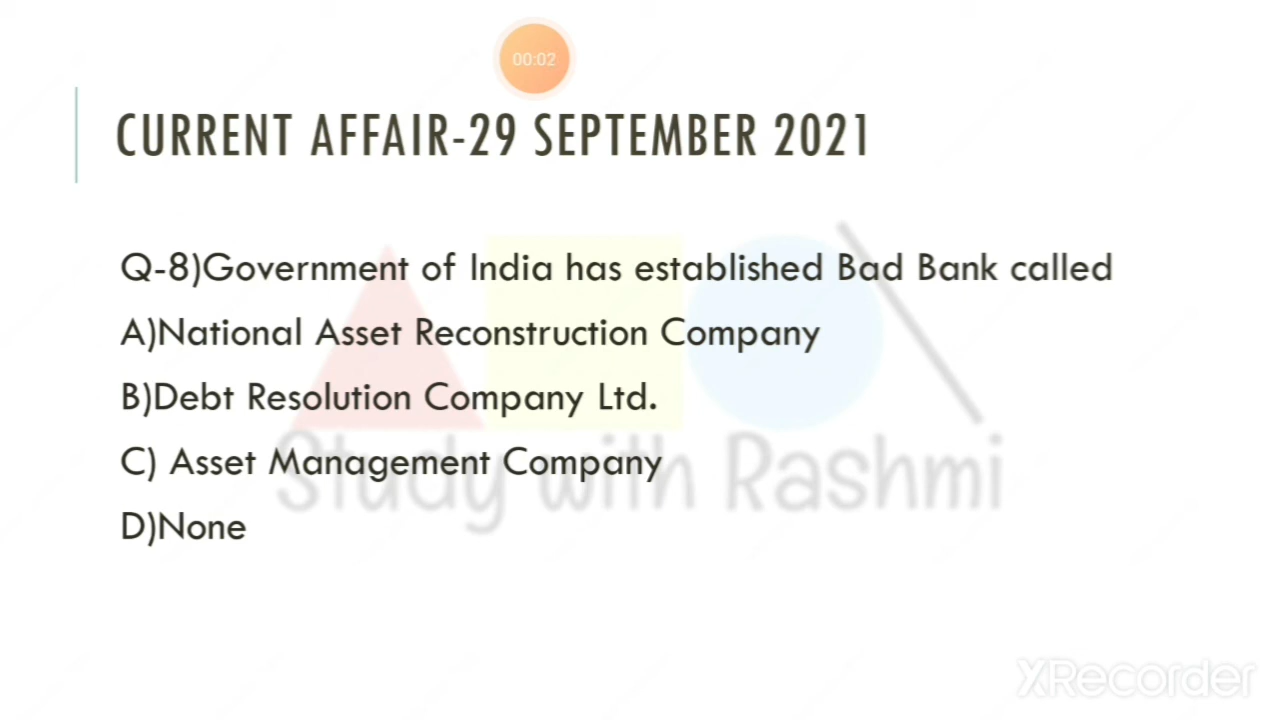 00:02
CURRENT AFFAIR-29 SEPTEMBER 2021
Q-8)Government of India has established Bad Bank called
A)National Asset Reconstruction Company
B)Debt Resolution Company Ltd.
C) Asset Management Company
D)None
Study with Rashmi
XRecorder